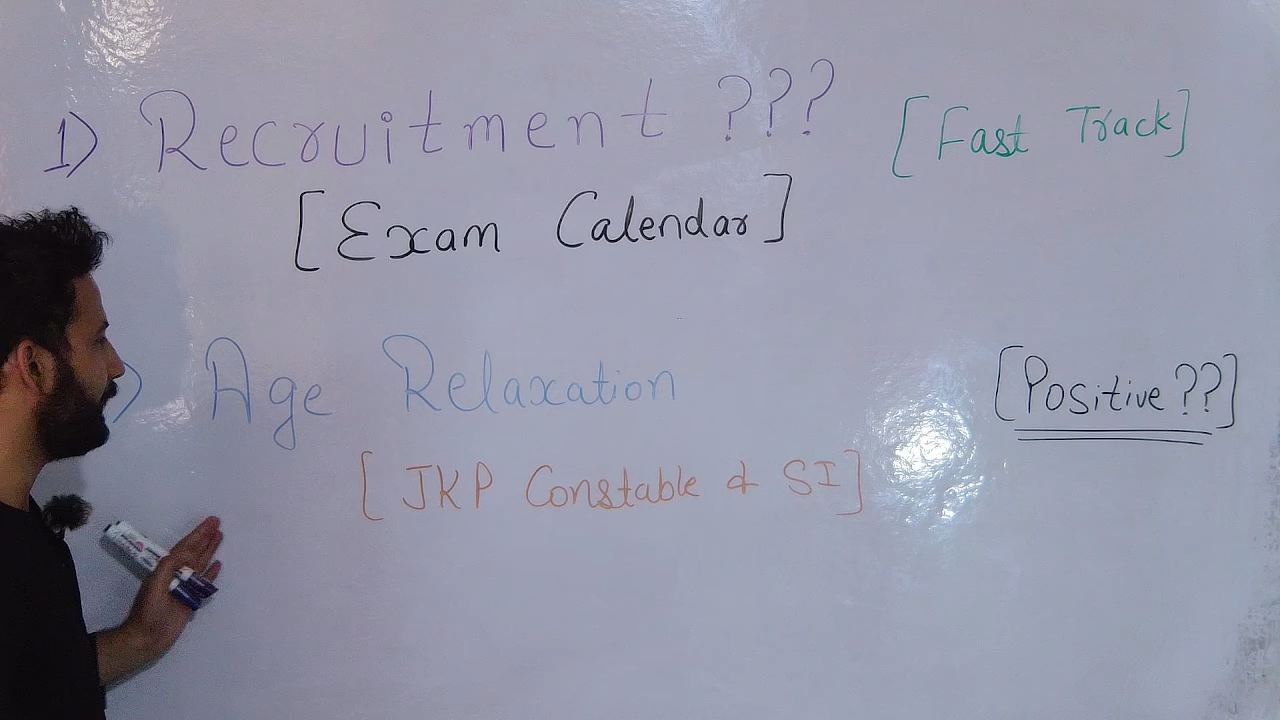 1) Recruitment ??? [Fast Track]
[Exam Calendar]
) Age Relaxation [Positive??]
[JKP Constable & SI]